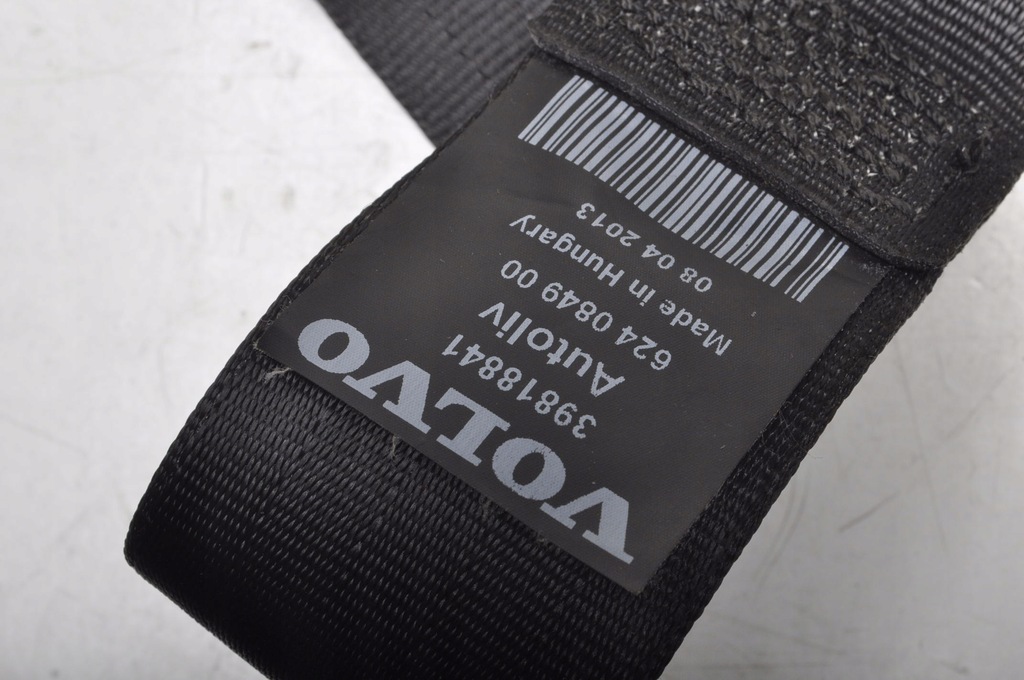 VOLVO
39818841
Autoliv
624 0849 00
Made in Hungary
08 04 2013